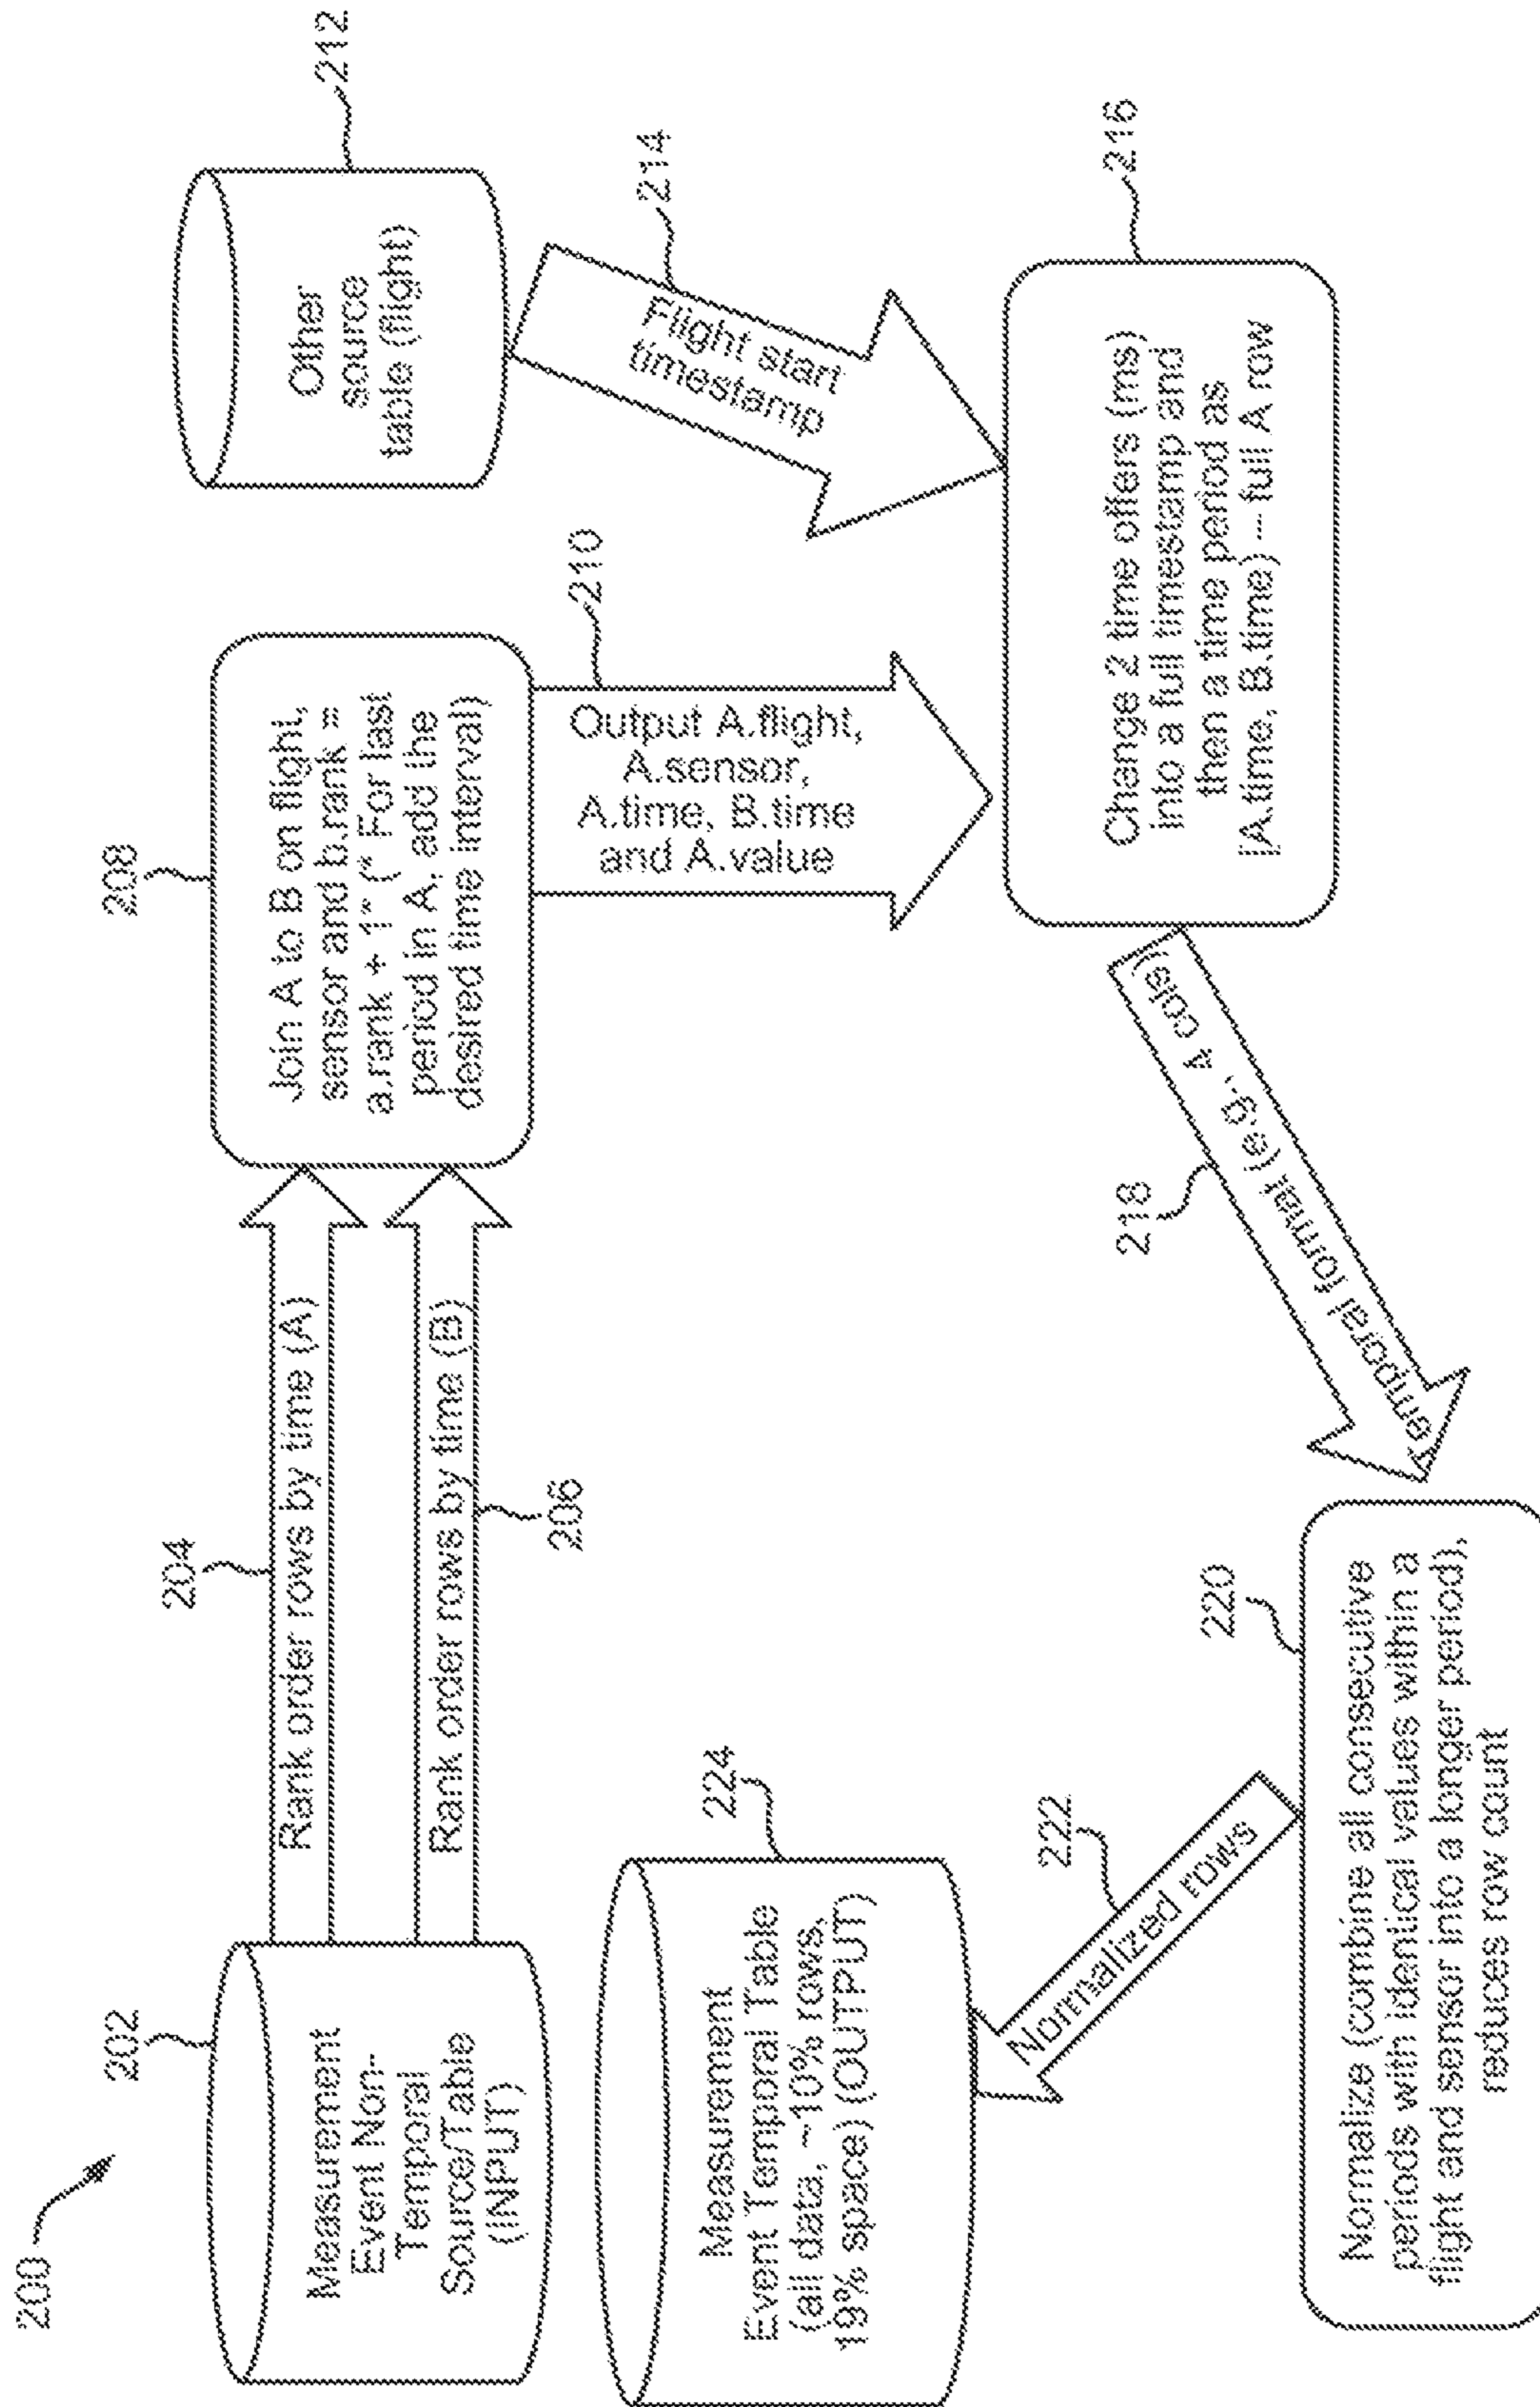 200
202
Measurement
Event Non-
Temporal
Source/Table
(INPUT)
204
Rank order rows by time (A)
Rank order rows by time (B)
206
208
Join A to B on flight,
sensor and b.rank =
a.rank + 1* (* For last
period in A, add the
desired time interval)
210
Output A.flight,
A.sensor,
A.time, B.time
and A.value
212
Other
source
table (flight)
214
Flight start
timestamp
216
Change 2 time offers (ms)
into a full timestamp and
then a time period as
[A.time, B.time) -- full A row
218
Temporal format (e.g., 4 cols)
220
Normalize (combine all consecutive
periods with identical values within a
flight and sensor into a longer period),
reduces row count
222
Normalized rows
224
Measurement
Event Temporal Table
(all data, ~10% rows,
19% space) (OUTPUT)